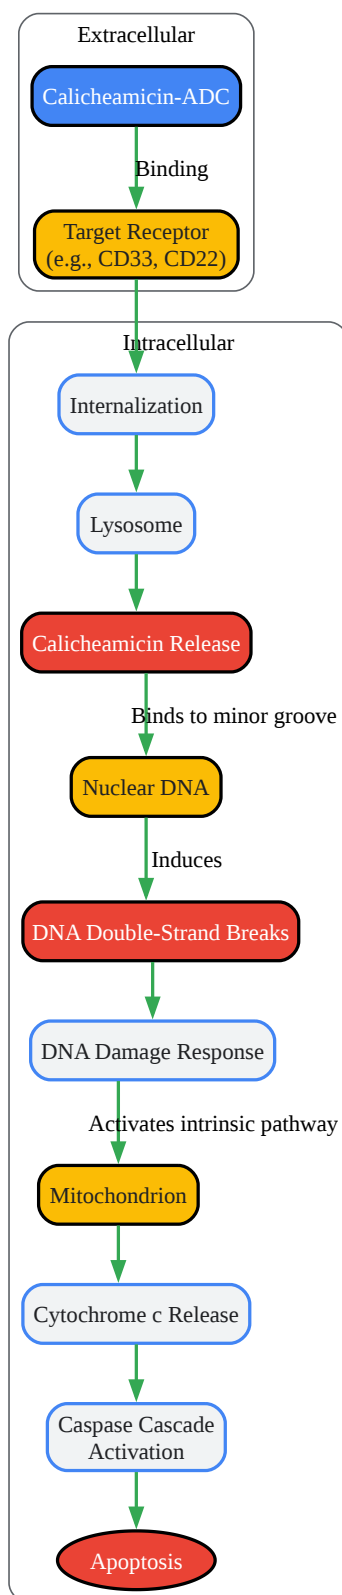 Extracellular
Calicheamicin-ADC
Binding
Target Receptor
(e.g., CD33, CD22)
Intracellular
Internalization
Lysosome
Calicheamicin Release
Binds to minor groove
Nuclear DNA
Induces
DNA Double-Strand Breaks
DNA Damage Response
Activates intrinsic pathway
Mitochondrion
Cytochrome c Release
Caspase Cascade
Activation
Apoptosis